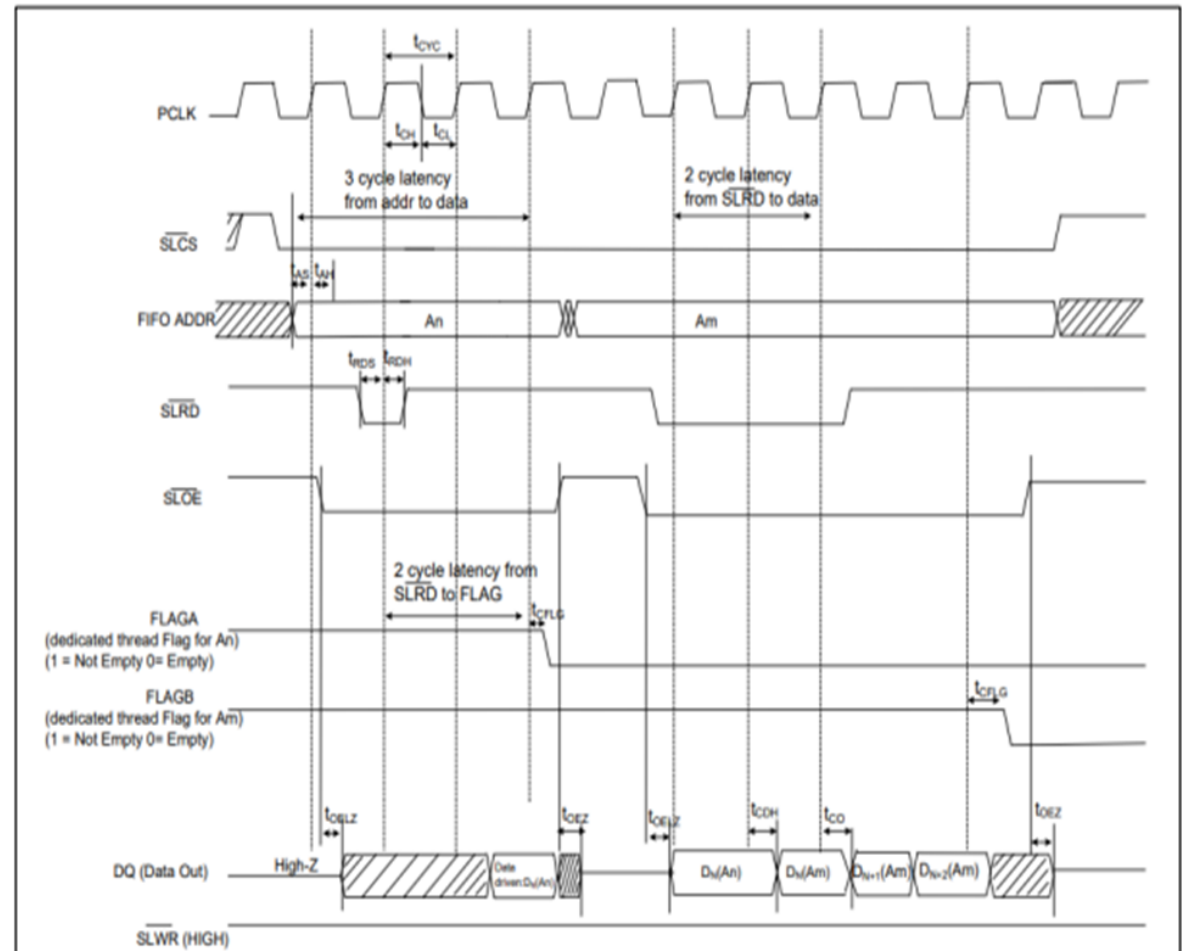 tCYC
PCLK
tCH
tCL
3 cycle latency
from addr to data
2 cycle latency
from SLRD to data
SLCS
tAS
tAH
FIFO ADDR
An
Am
tRDS
tRDH
SLRD
SLOE
2 cycle latency from
SLRD to FLAG
tCFLG
FLAGA
(dedicated thread Flag for An)
(1 = Not Empty 0= Empty)
FLAGB
(dedicated thread Flag for Am)
(1 = Not Empty 0= Empty)
tCFLG
tOELZ
tOEZ
tOELZ
tCDH
tCO
tOEZ
DQ (Data Out)
High-Z
Data
driven:DN(An)
DN(An)
DN(Am)
DN+1(Am)
DN+2(Am)
SLWR (HIGH)